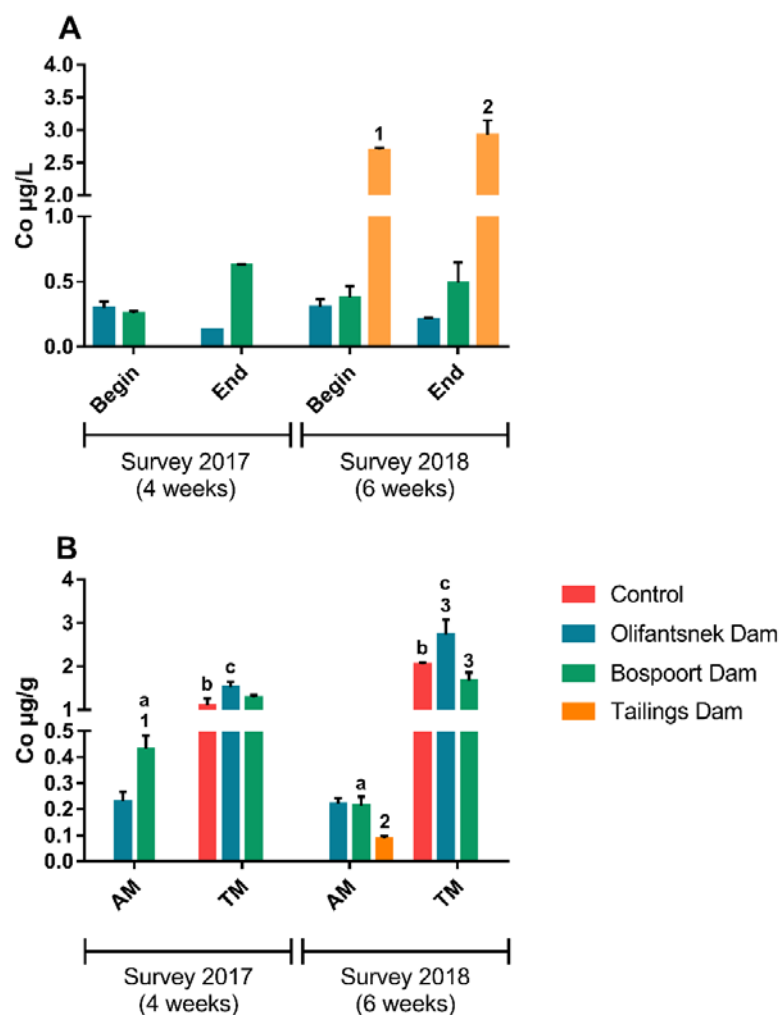 A
Co µg/L
4.0
3.5
3.0
2.5
2.0
1.0
0.5
0.0
1
2
Begin
End
Begin
End
Survey 2017
(4 weeks)
Survey 2018
(6 weeks)
B
Co µg/g
4
3
2
1
0.5
0.4
0.3
0.2
0.1
0.0
a
1
b
c
a
2
b
c
3
3
AM
TM
AM
TM
Survey 2017
(4 weeks)
Survey 2018
(6 weeks)
Control
Olifantsnek Dam
Bospoort Dam
Tailings Dam